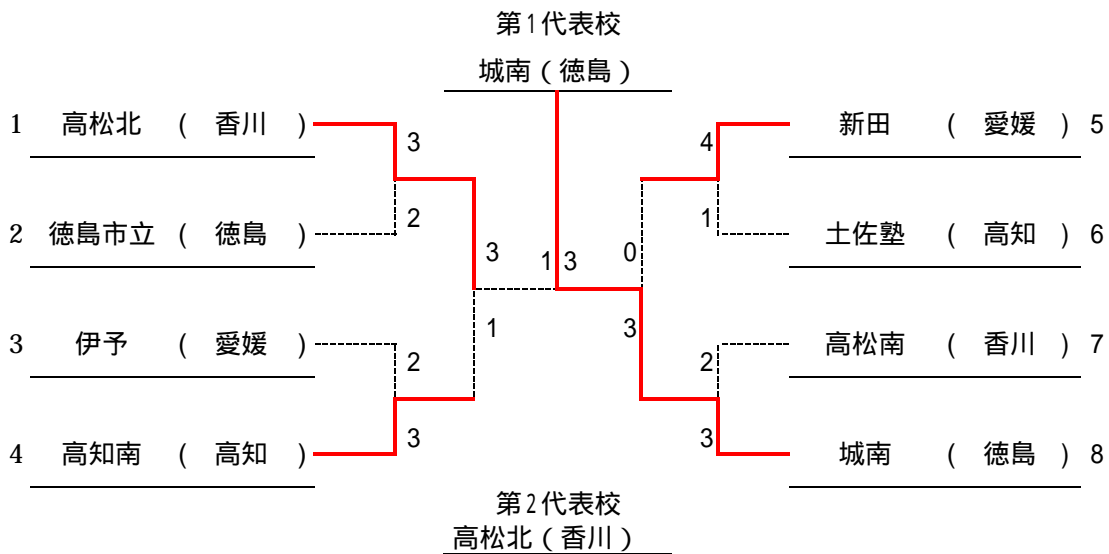 第1代表校
城南（徳島）
1 高松北 （ 香川 ） 3 4 新田 （ 愛媛 ） 5
2 徳島市立 （ 徳島 ） 2 1 土佐塾 （ 高知 ） 6
3 1 3 0
3 伊予 （ 愛媛 ） 2 1 3 2 高松南 （ 香川 ） 7
4 高知南 （ 高知 ） 3 3 城南 （ 徳島 ） 8
第2代表校
高松北（香川）